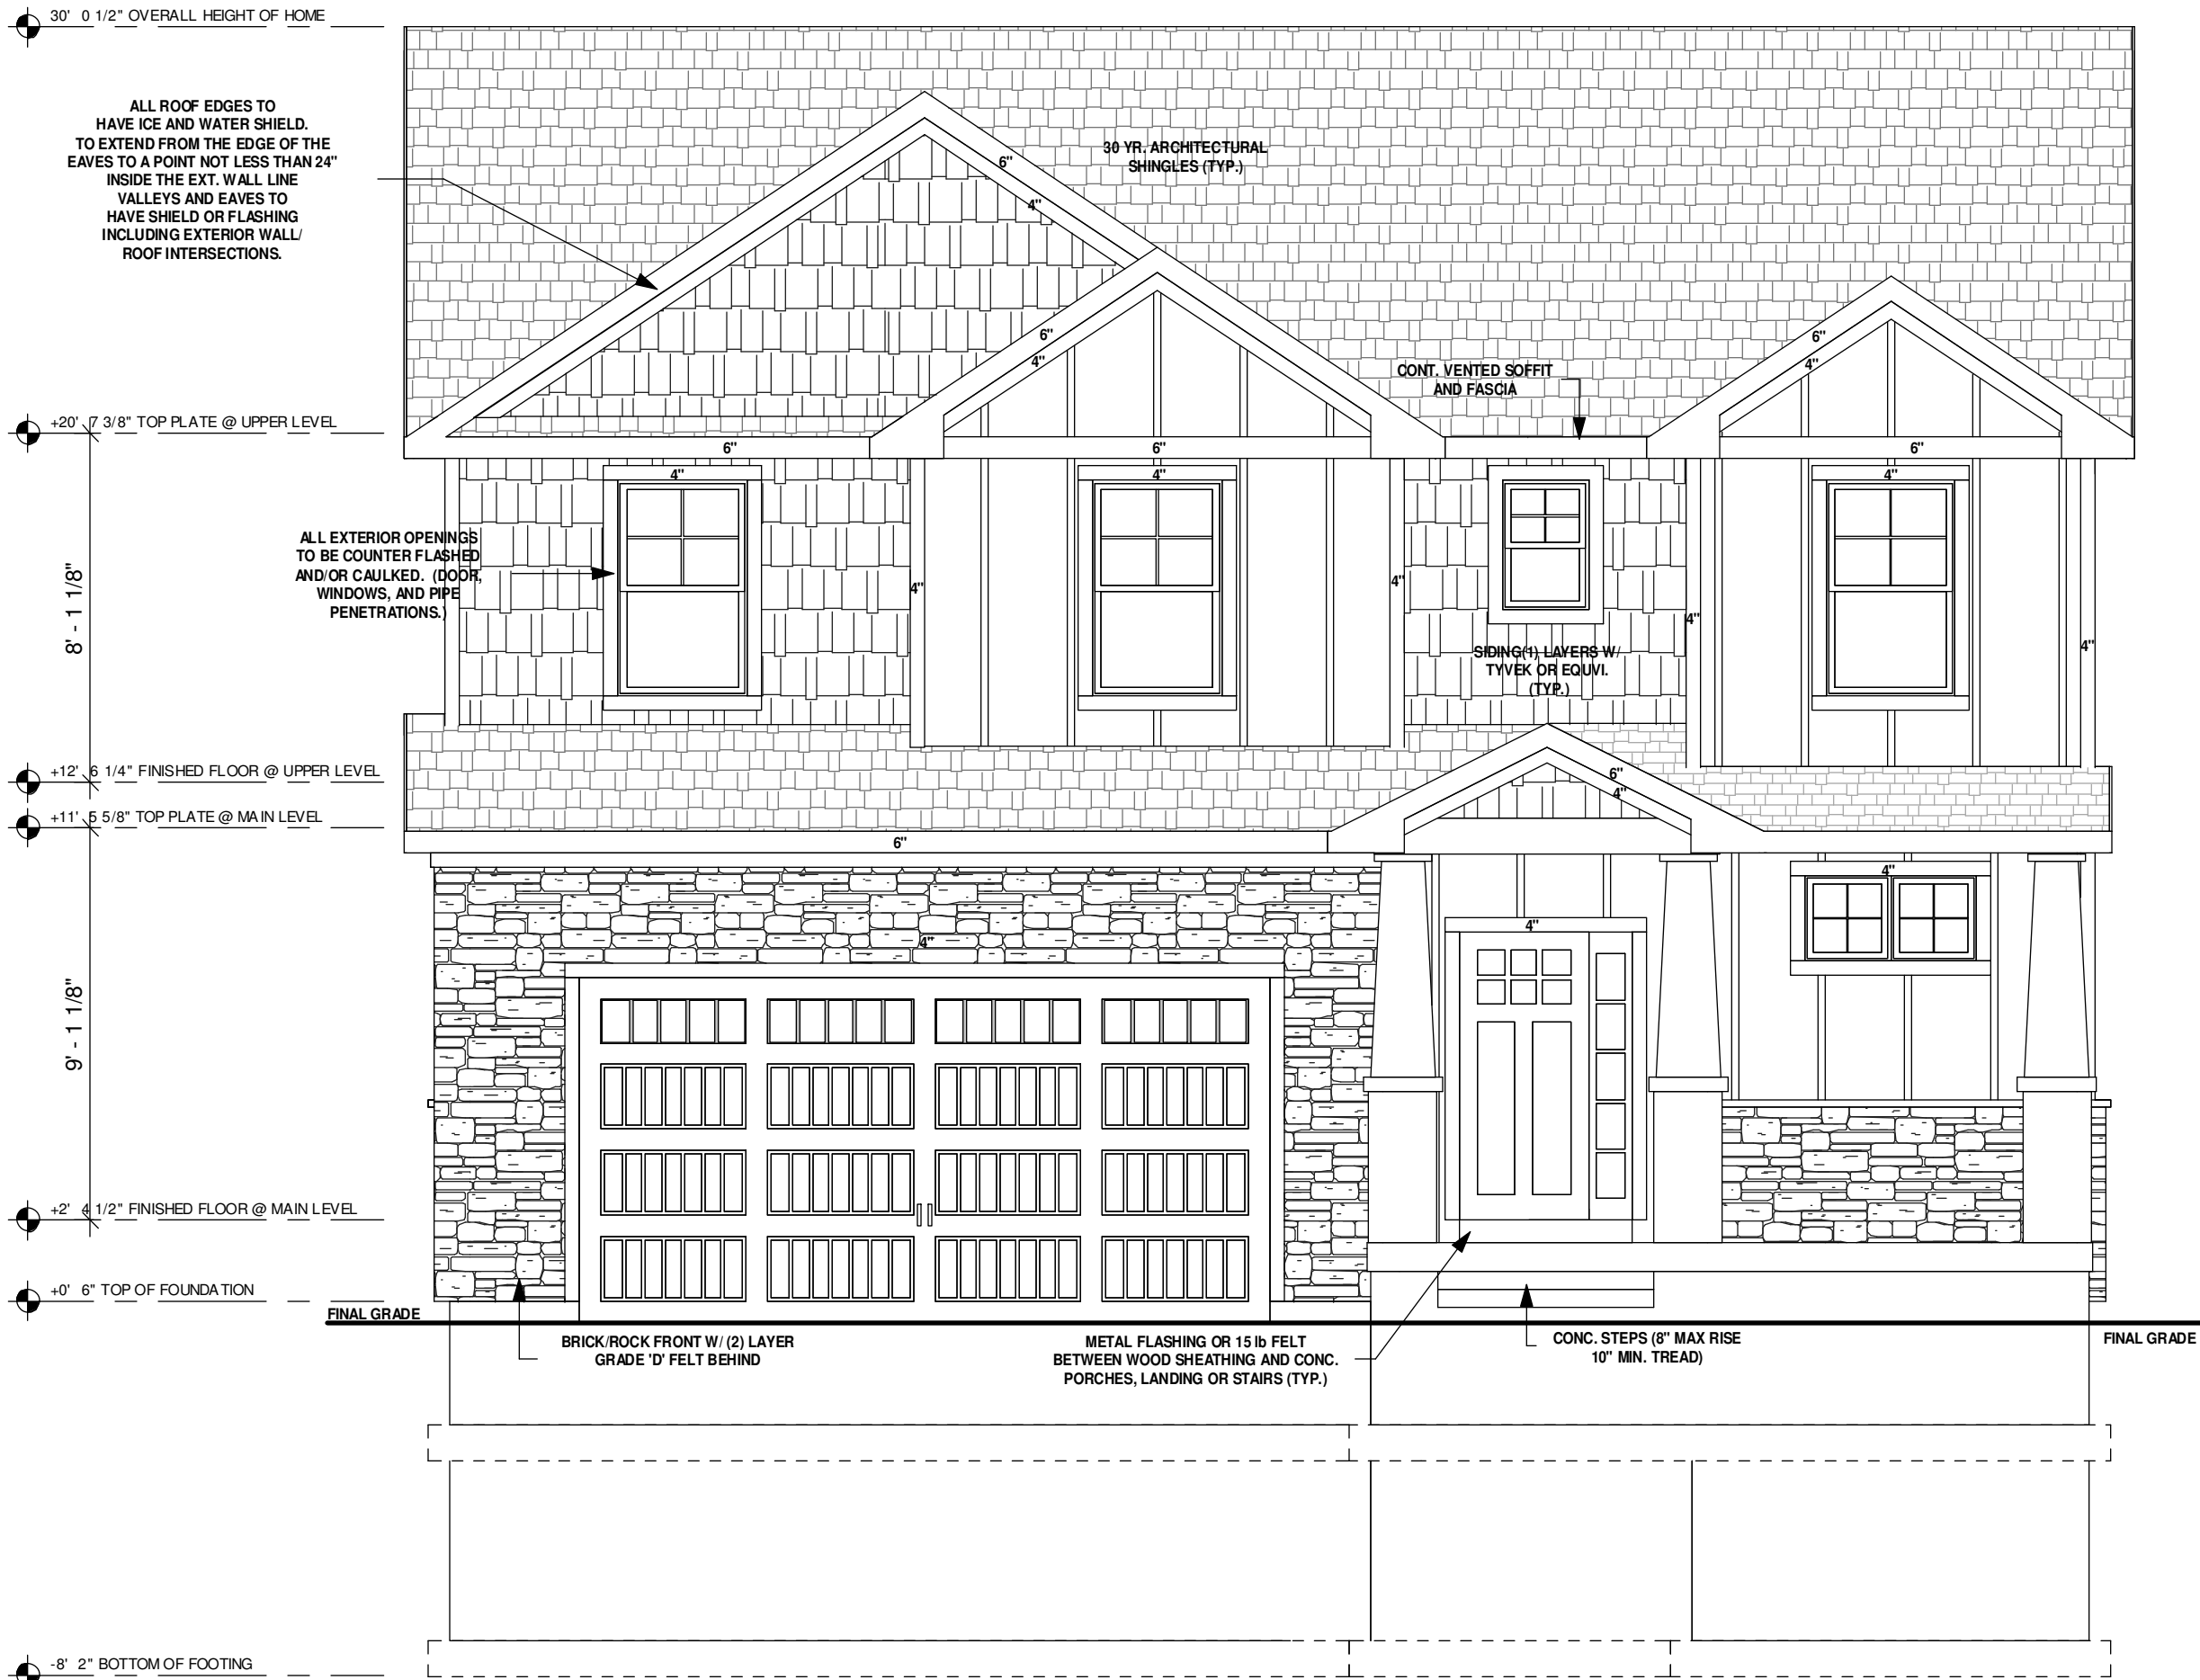 30' 0 1/2" OVERALL HEIGHT OF HOME
ALL ROOF EDGES TO
HAVE ICE AND WATER SHIELD.
TO EXTEND FROM THE EDGE OF THE
EAVES TO A POINT NOT LESS THAN 24"
INSIDE THE EXT. WALL LINE
VALLEYS AND EAVES TO
HAVE SHIELD OR FLASHING
INCLUDING EXTERIOR WALL/
ROOF INTERSECTIONS.
30 YR. ARCHITECTURAL
SHINGLES (TYP.)
6"
4"
6"
4"
6"
4"
CONT. VENTED SOFFIT
AND FASCIA
+20' 7 3/8" TOP PLATE @ UPPER LEVEL
6"
6"
6"
4"
4"
4"
ALL EXTERIOR OPENINGS
TO BE COUNTER FLASHED
AND/OR CAULKED. (DOOR,
WINDOWS, AND PIPE
PENETRATIONS.)
8' - 1 1/8"
4"
4"
4"
4"
SIDING(1) LAYERS W/
TYVEK OR EQUVI.
(TYP.)
+12' 6 1/4" FINISHED FLOOR @ UPPER LEVEL
6"
4"
+11' 5 5/8" TOP PLATE @ MAIN LEVEL
6"
4"
4"
4"
9' - 1 1/8"
+2' 4 1/2" FINISHED FLOOR @ MAIN LEVEL
+0' 6" TOP OF FOUNDATION
FINAL GRADE
FINAL GRADE
BRICK/ROCK FRONT W/ (2) LAYER
GRADE 'D' FELT BEHIND
METAL FLASHING OR 15 lb FELT
BETWEEN WOOD SHEATHING AND CONC.
PORCHES, LANDING OR STAIRS (TYP.)
CONC. STEPS (8" MAX RISE
10" MIN. TREAD)
-8' 2" BOTTOM OF FOOTING